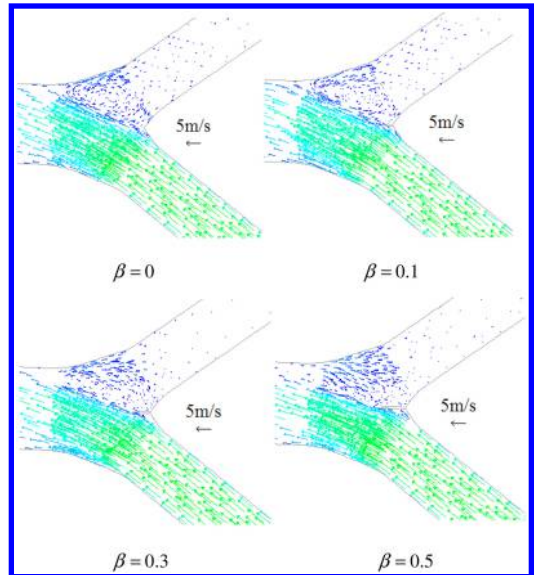 5m/s
←
5m/s
←
β = 0
β = 0.1
5m/s
←
5m/s
←
β = 0.3
β = 0.5